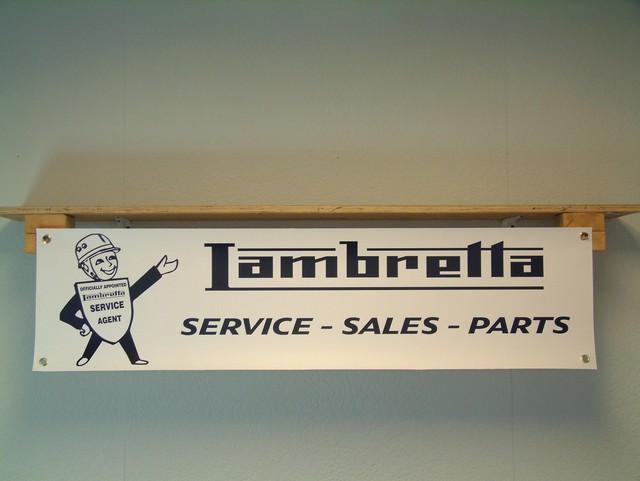 OFFICIALLY APPOINTED
Lambretta
SERVICE
AGENT
Lambretta
SERVICE - SALES - PARTS